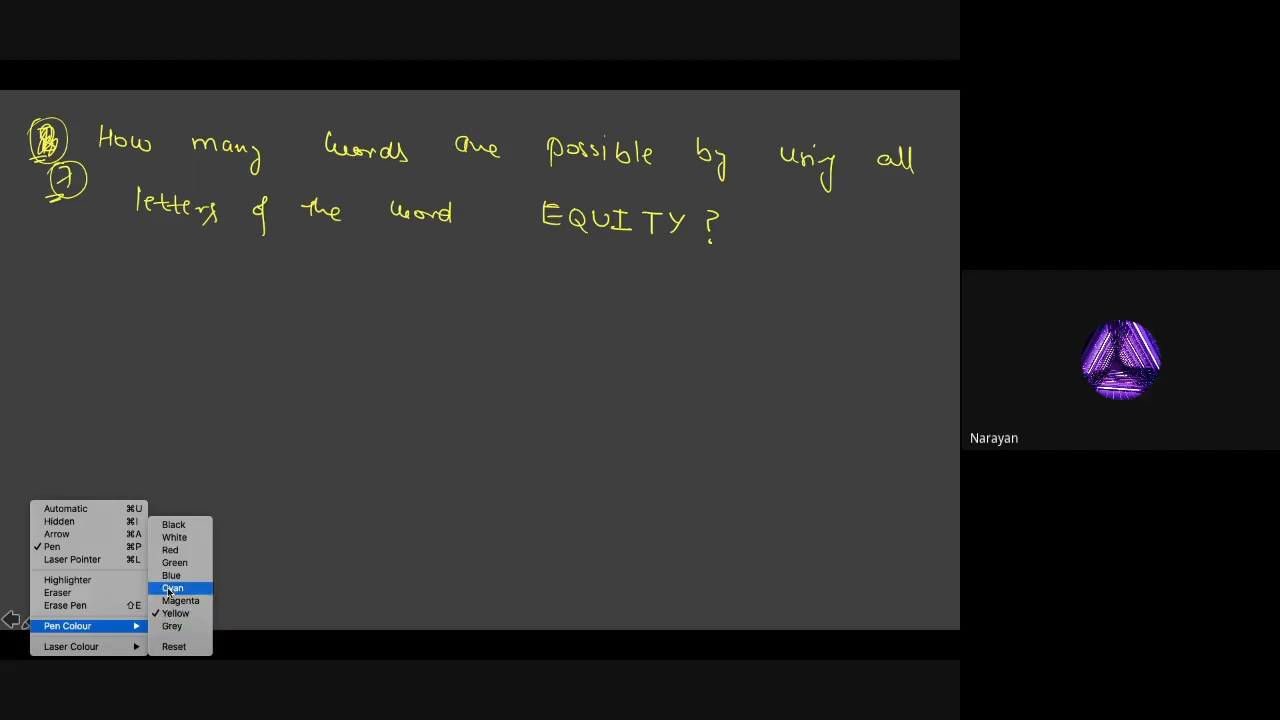 How many words are possible by using all
7
letters of the word EQUITY?
Narayan
Automatic ⌘U
Hidden ⌘I
Arrow ⌘A
✓ Pen ⌘P
Laser Pointer ⌘L
Highlighter
Eraser
Erase Pen ⇧E
Pen Colour ▶
Laser Colour ▶
Black
White
Red
Green
Blue
Cyan
Magenta
✓ Yellow
Grey
Reset